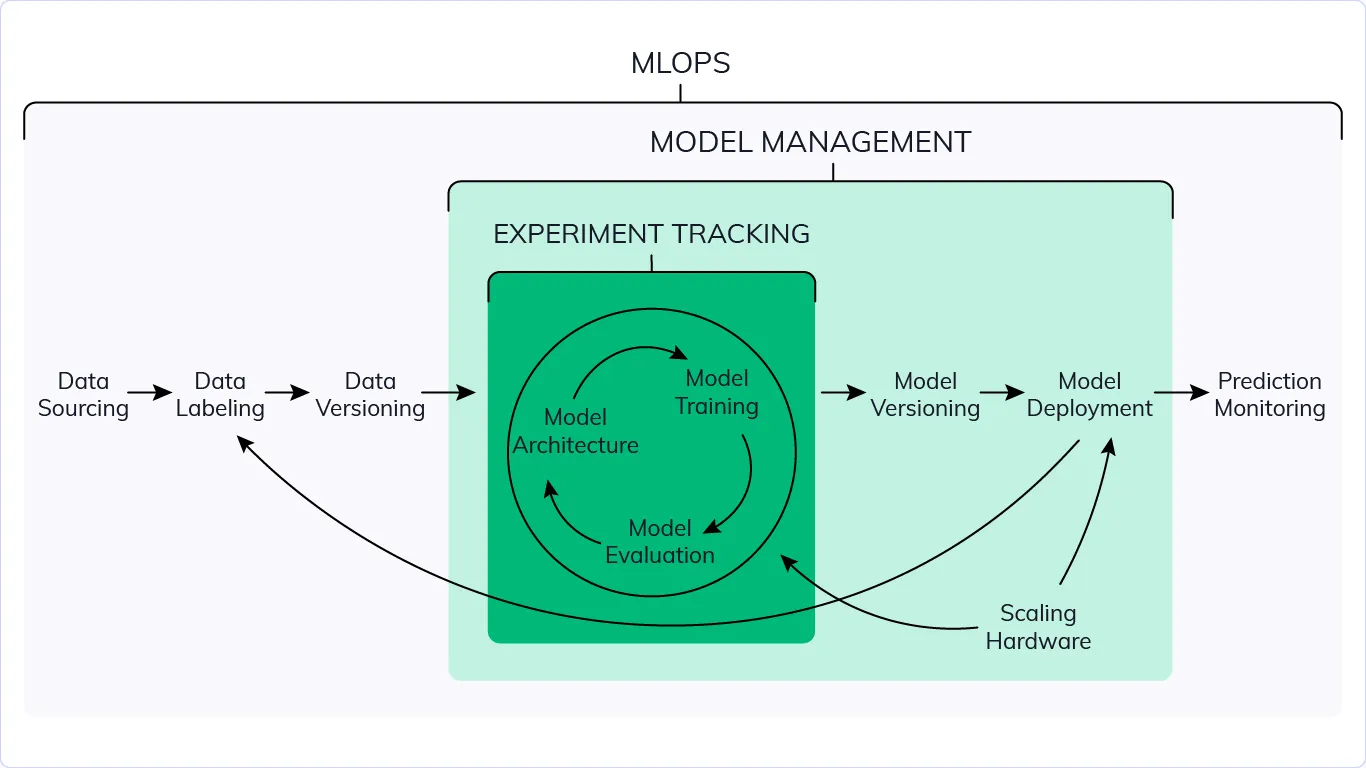 MLOPS
MODEL MANAGEMENT
EXPERIMENT TRACKING
Data
Sourcing
Data
Labeling
Data
Versioning
Model
Architecture
Model
Training
Model
Evaluation
Model
Versioning
Model
Deployment
Prediction
Monitoring
Scaling
Hardware